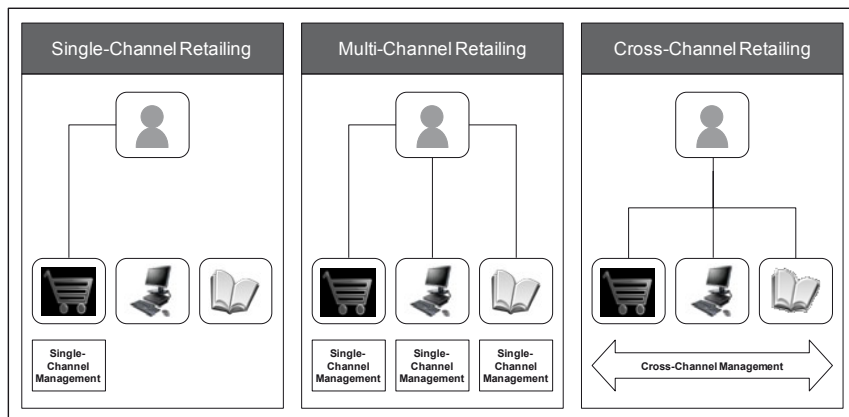 Single-Channel Retailing
Multi-Channel Retailing
Cross-Channel Retailing
Single-
Channel
Management
Single-
Channel
Management
Single-
Channel
Management
Single-
Channel
Management
Cross-Channel Management